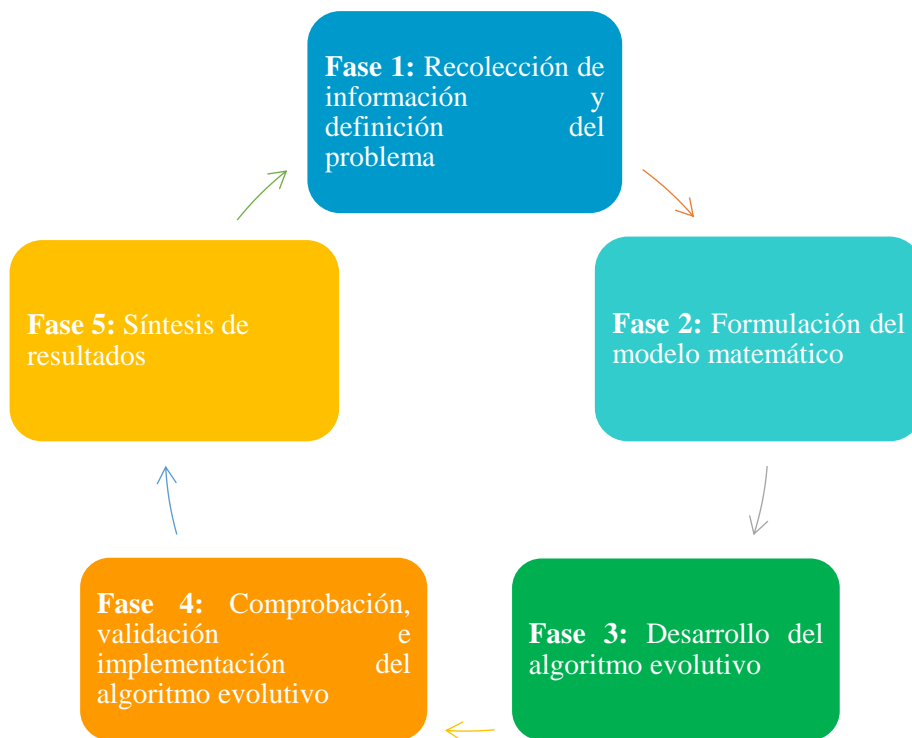 Fase 1: Recolección de
información y
definición del
problema
Fase 2: Formulación del
modelo matemático
Fase 3: Desarrollo del
algoritmo evolutivo
Fase 4: Comprobación,
validación e
implementación del
algoritmo evolutivo
Fase 5: Síntesis de
resultados